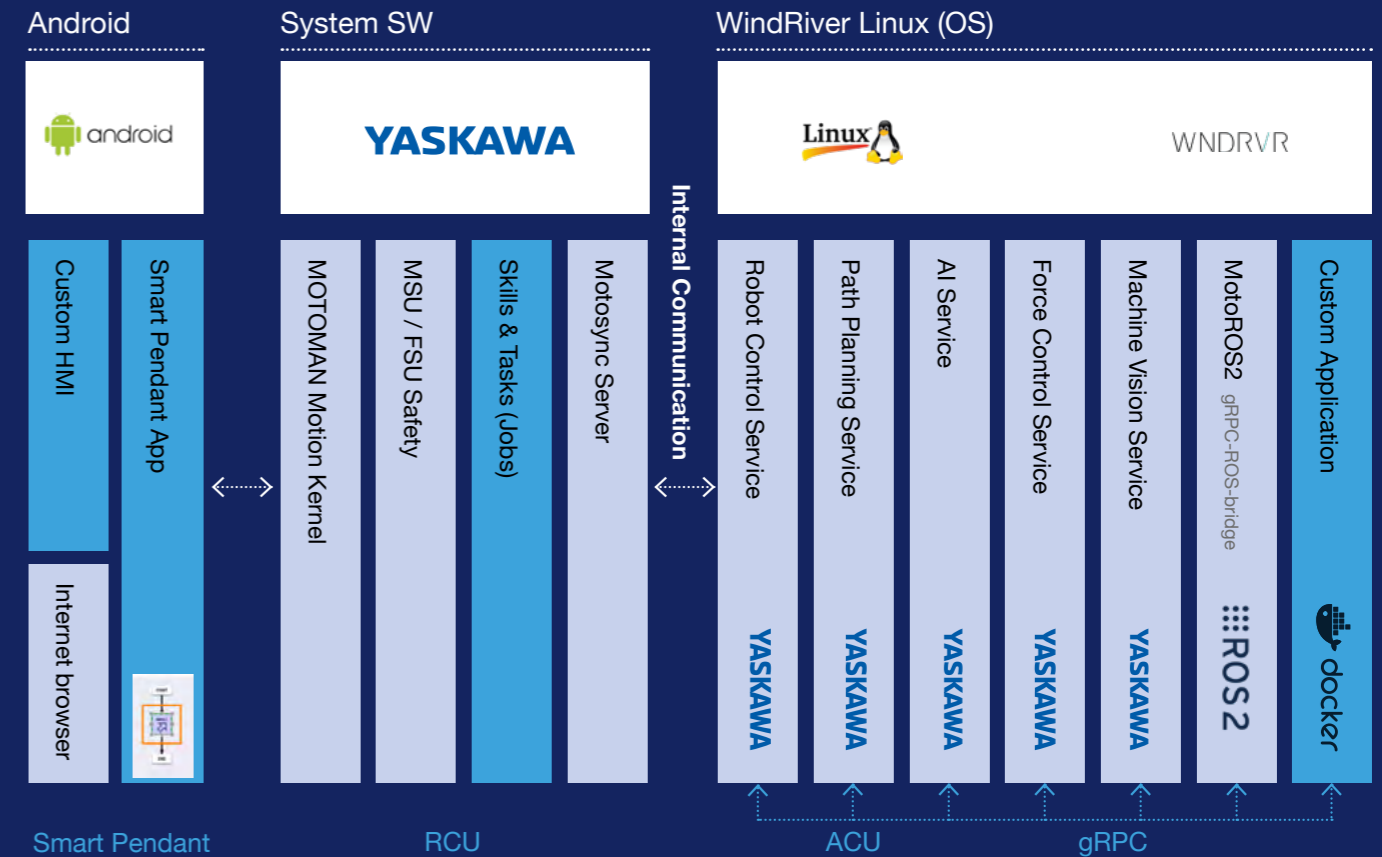 Android
System SW
WindRiver Linux (OS)
android
YASKAWA
Linux
WNDRVR
Custom HMI
Internet browser
Smart Pendant App
MOTOMAN Motion Kernel
MSU / FSU Safety
Skills & Tasks (Jobs)
Motosync Server
Internal Communication
Robot Control Service
YASKAWA
Path Planning Service
YASKAWA
AI Service
YASKAWA
Force Control Service
YASKAWA
Machine Vision Service
YASKAWA
MotoROS2 gRPC-ROS-bridge
ROS 2
Custom Application
docker
Smart Pendant
RCU
ACU
gRPC